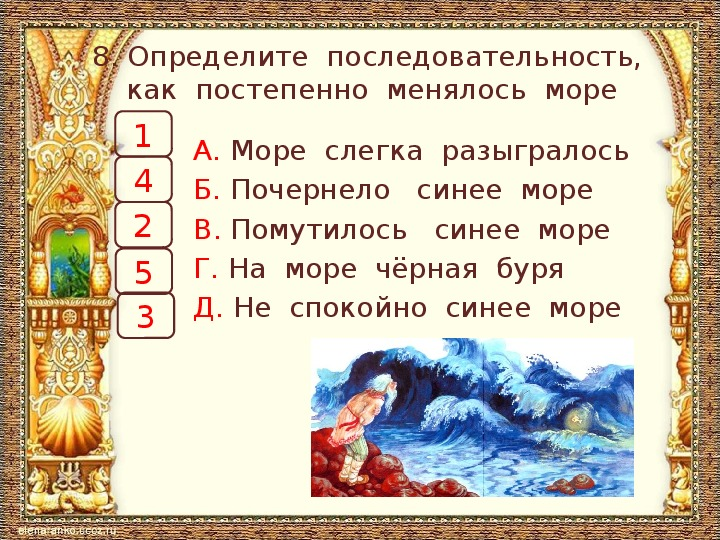 8. Определите последовательность,
как постепенно менялось море
1
А. Море слегка разыгралось
4
Б. Почернело синее море
2
В. Помутилось синее море
5
Г. На море чёрная буря
3
Д. Не спокойно синее море
elenaranko.ucoz.ru